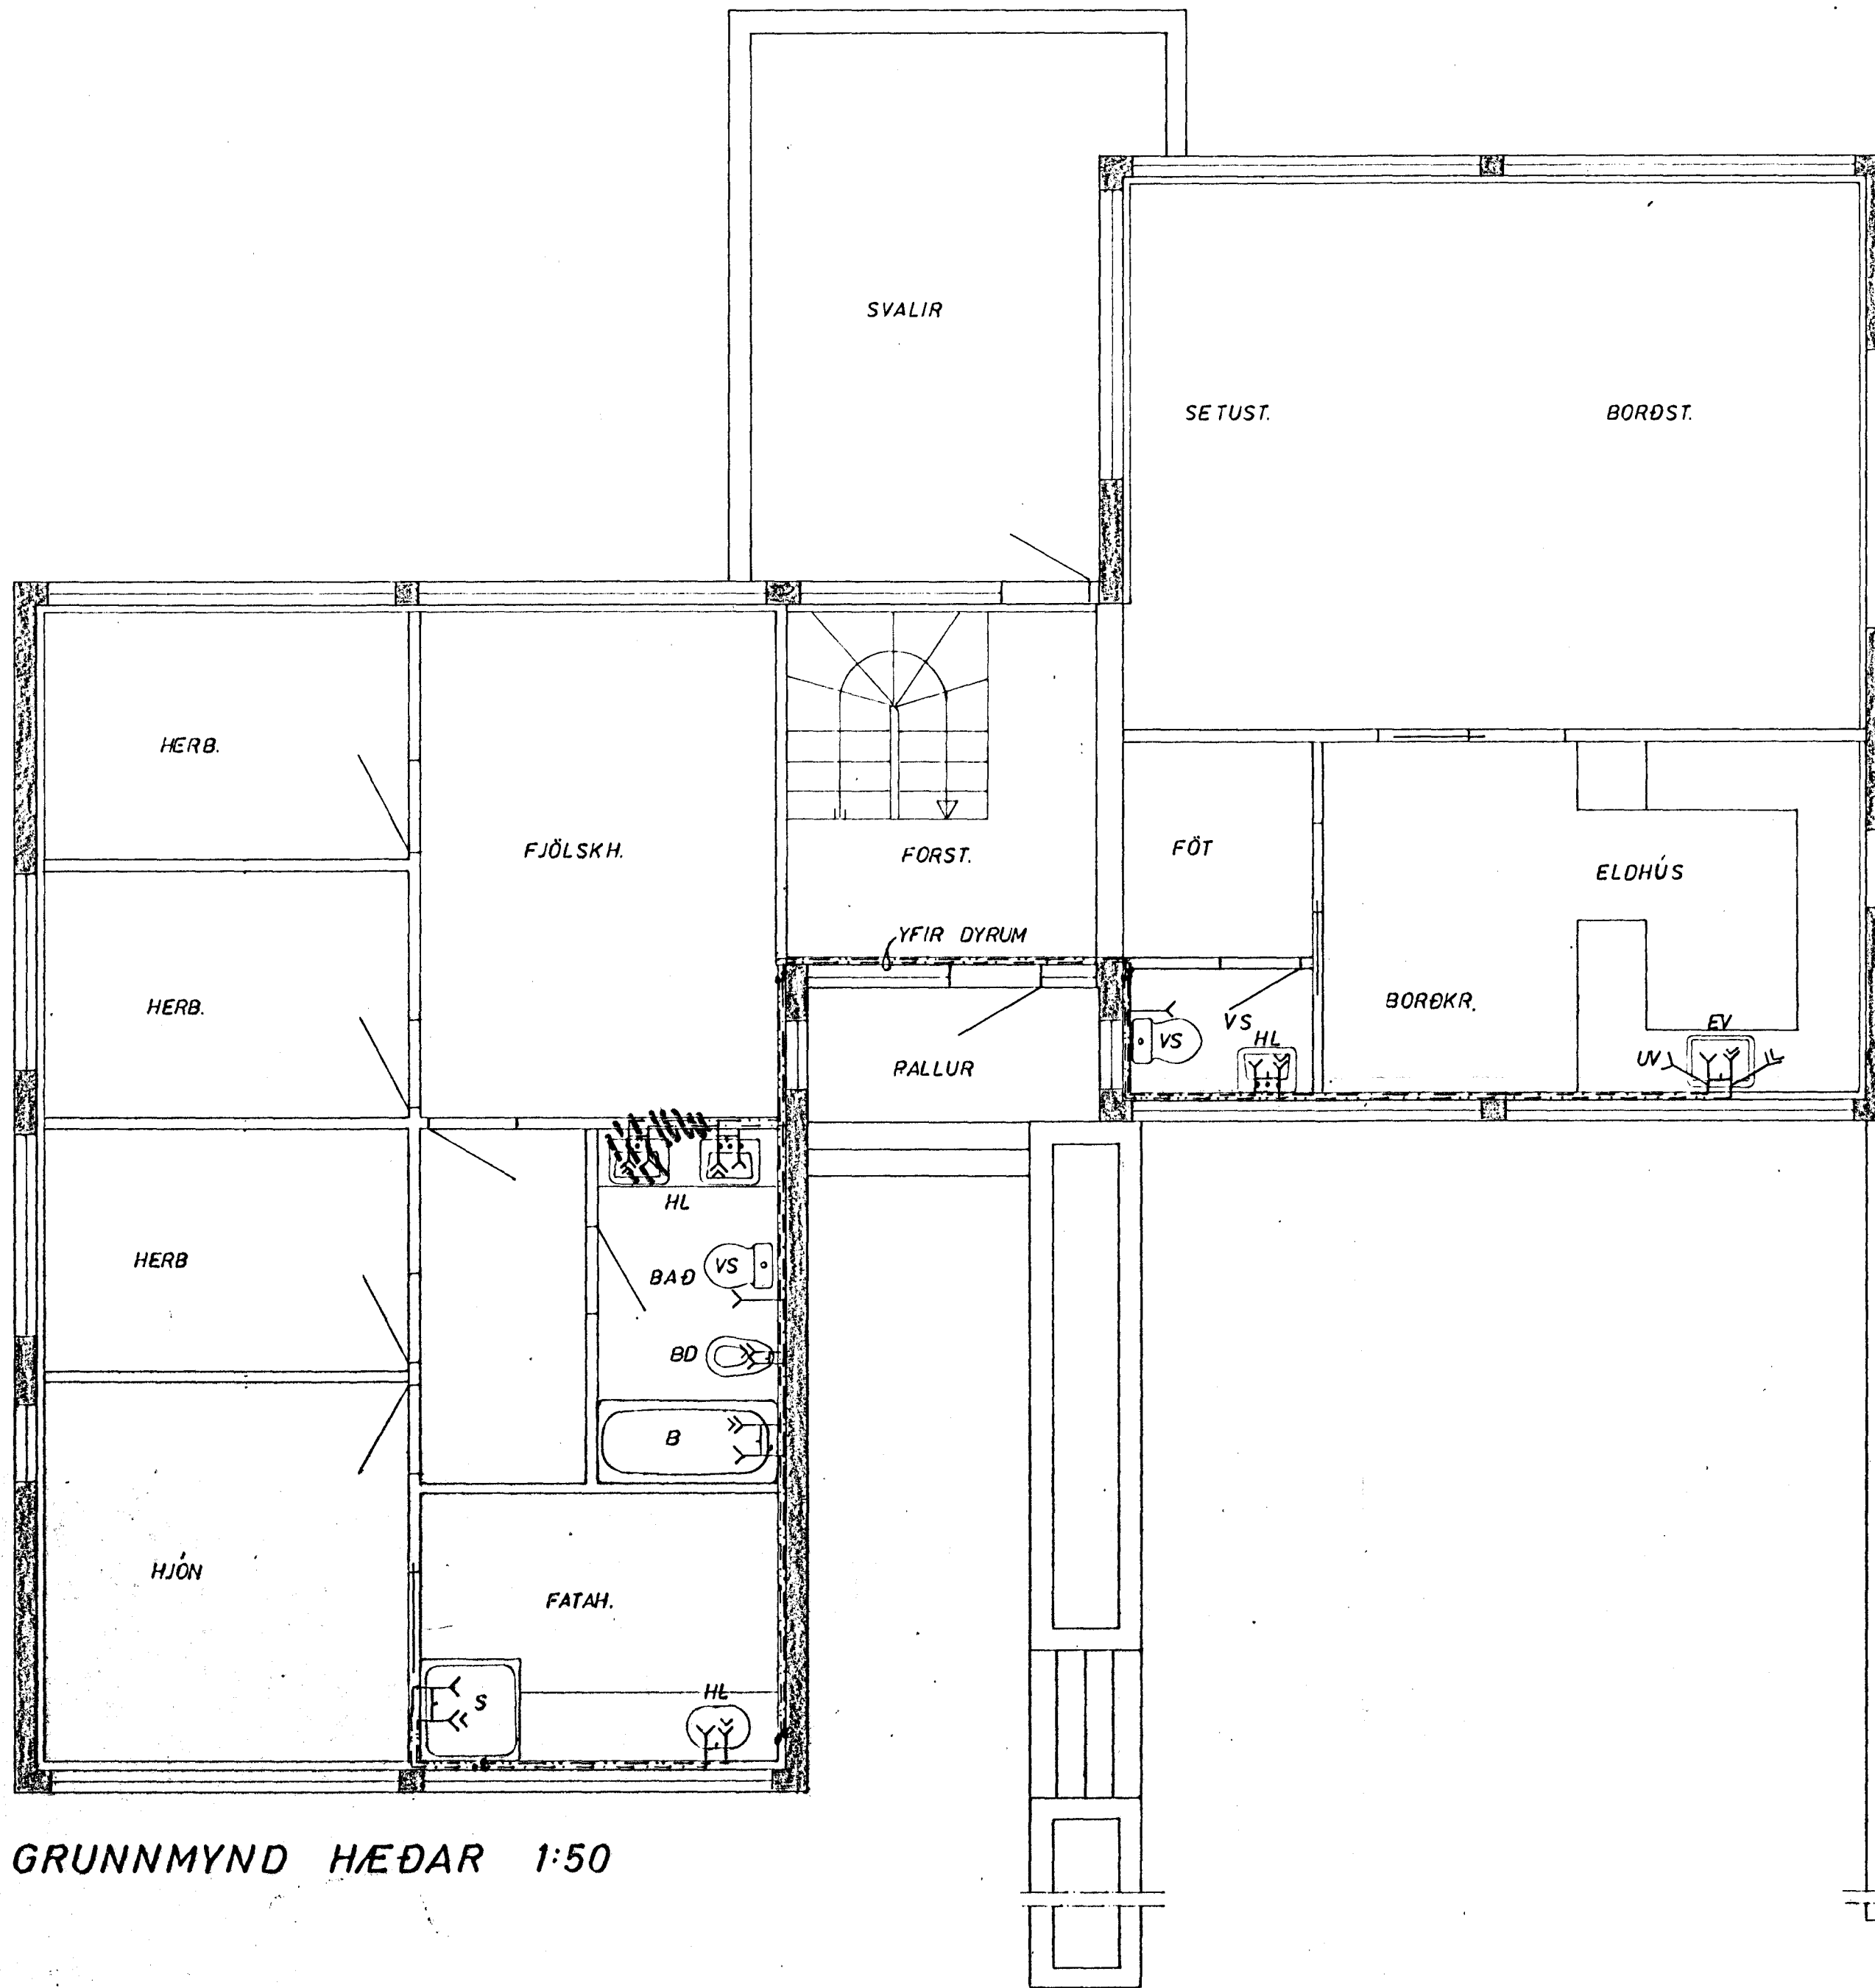 SVALIR
SETUST.
BORÐST.
HERB.
FJÖLSKH.
FORST.
FÖT
ELDHÚS
YFIR DYRUM
HERB.
BORÐKR.
VS
VS
HL
EV
UV
PALLUR
HL
HERB
BAÐ
VS
BD
B
HJÓN
FATAH.
S
HL
GRUNNMYND HÆÐAR 1:50